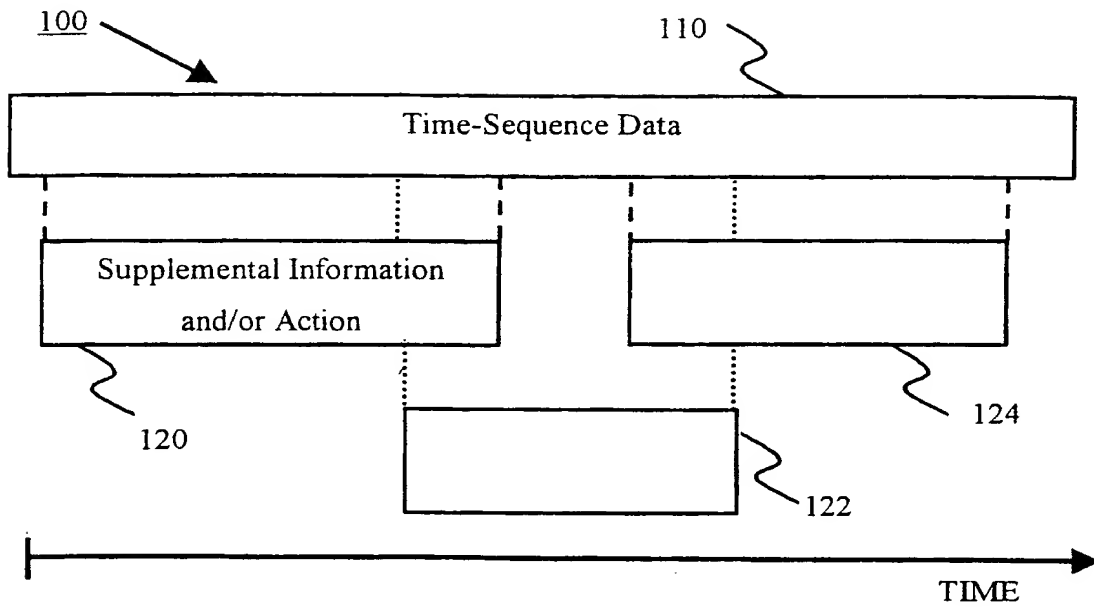 100
110
Time-Sequence Data
Supplemental Information
and/or Action
120
124
122
TIME